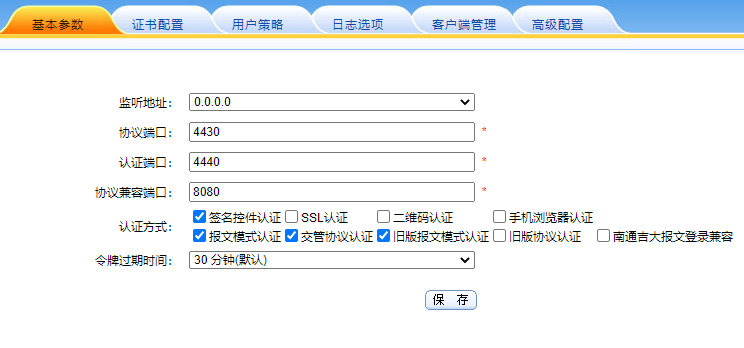 基本参数 证书配置 用户策略 日志选项 客户端管理 高级配置
监听地址： 0.0.0.0
协议端口： 4430 *
认证端口： 4440 *
协议兼容端口： 8080 *
认证方式： 签名控件认证 SSL认证 二维码认证 手机浏览器认证
报文模式认证 交管协议认证 旧版报文模式认证 旧版协议认证 南通吉大报文登录兼容
令牌过期时间： 30 分钟(默认)
保 存